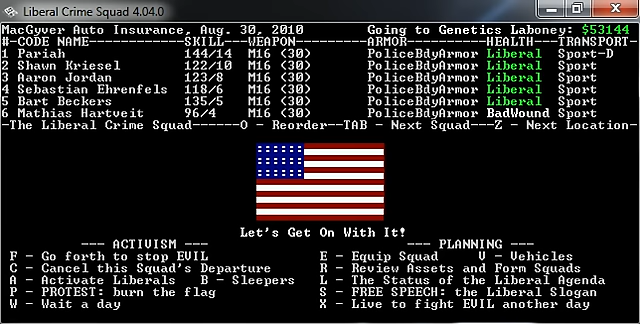 Liberal Crime Squad 4.04.0
MacGyver Auto Insurance, Aug. 30, 2010 Going to Genetics Laboney: $53144
#-CODE NAME------------SKILL---WEAPON---------ARMOR---------HEALTH---TRANSPORT-
1 Pariah 144/14 M16 (30) PoliceBdyArmor Liberal Sport-D
2 Shawn Kriesel 122/10 M16 (30) PoliceBdyArmor Liberal Sport
3 Aaron Jordan 123/8 M16 (30) PoliceBdyArmor Liberal Sport
4 Sebastian Ehrenfels 118/6 M16 (30) PoliceBdyArmor Liberal Sport
5 Bart Beckers 135/5 M16 (30) PoliceBdyArmor Liberal Sport
6 Mathias Hartveit 96/4 M16 (30) PoliceBdyArmor BadWound Sport
-The Liberal Crime Squad------O - Reorder--TAB - Next Squad---Z - Next Location-
Let's Get On With It!
--- ACTIVISM --- --- PLANNING ---
F - Go forth to stop EVIL E - Equip Squad V - Vehicles
C - Cancel this Squad's Departure R - Review Assets and Form Squads
A - Activate Liberals B - Sleepers L - The Status of the Liberal Agenda
P - PROTEST: burn the flag S - FREE SPEECH: the Liberal Slogan
W - Wait a day X - Live to fight EVIL another day